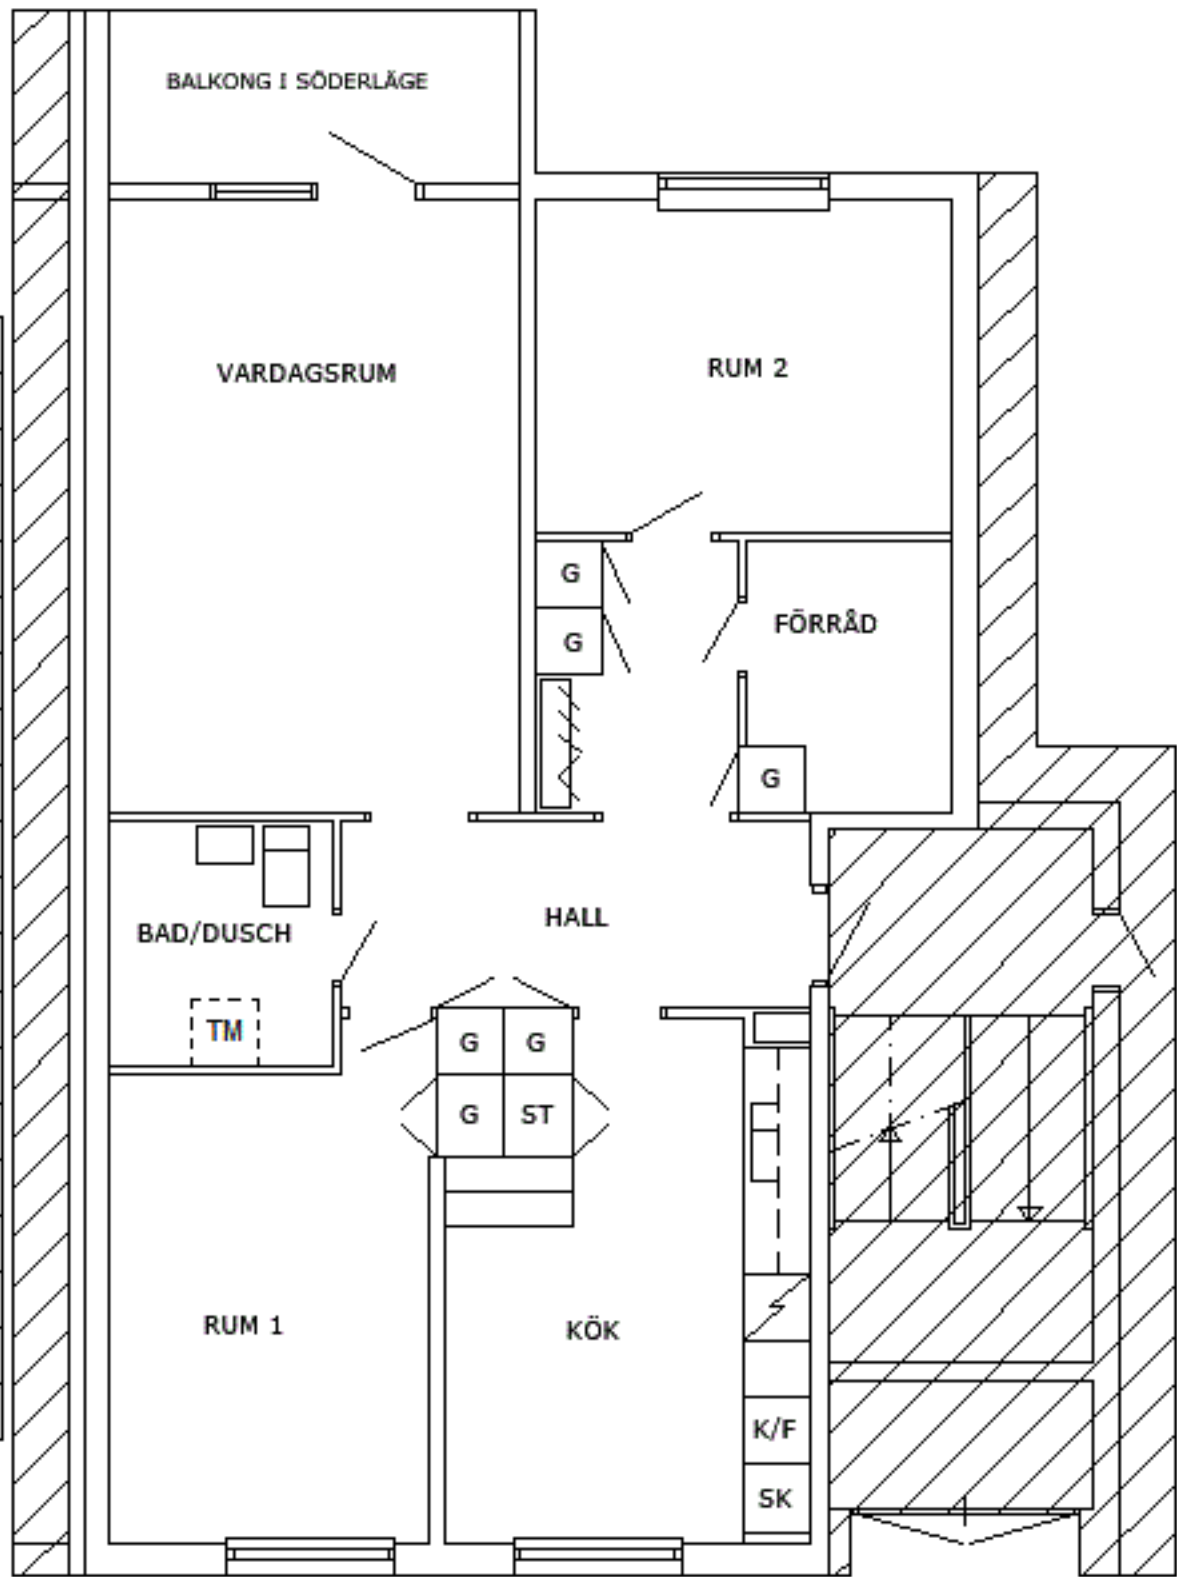 BALKONG I SÖDERLÄGE
VARDAGSRUM
RUM 2
G
G
FÖRRÅD
G
HALL
BAD/DUSCH
TM
G
G
G
ST
RUM 1
KÖK
K/F
SK